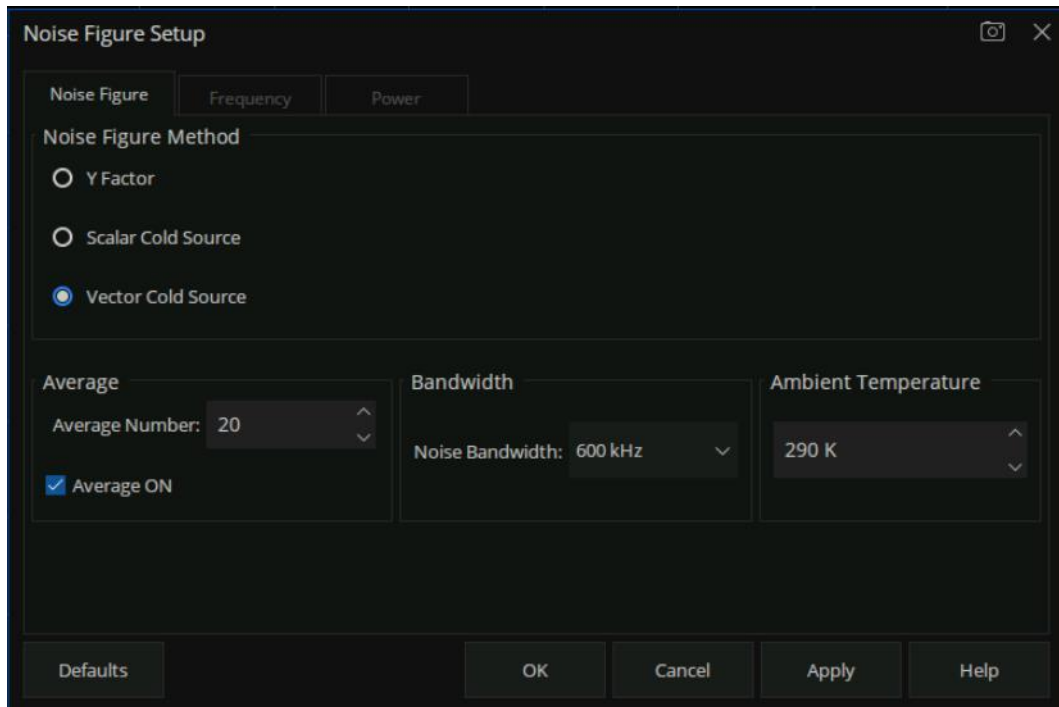 Noise Figure Setup
Noise Figure
Frequency
Power
Noise Figure Method
Y Factor
Scalar Cold Source
Vector Cold Source
Average
Average Number: 20
Average ON
Bandwidth
Noise Bandwidth: 600 kHz
Ambient Temperature
290 K
Defaults
OK
Cancel
Apply
Help